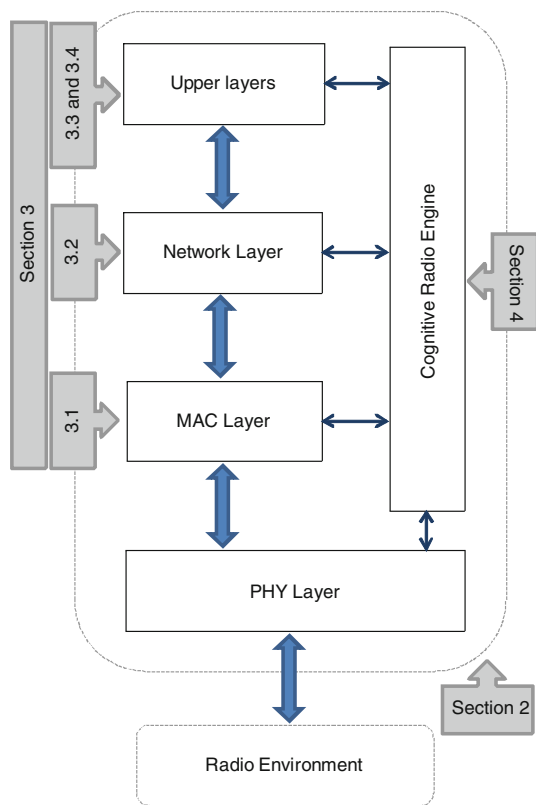 Section 3
3.3 and 3.4
3.2
3.1
Upper layers
Network Layer
MAC Layer
PHY Layer
Cognitive Radio Engine
Section 4
Section 2
Radio Environment